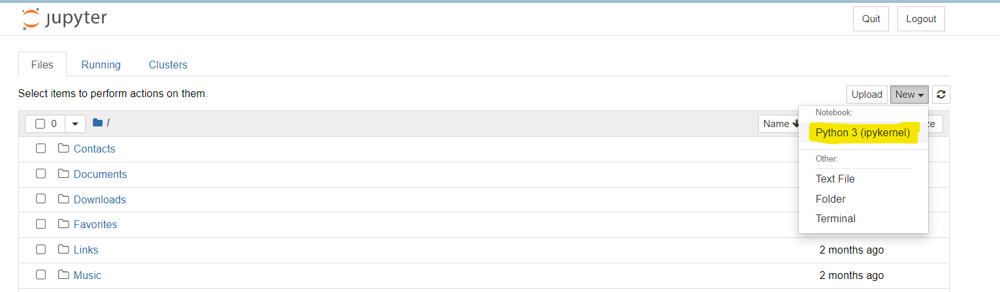 jupyter
Quit
Logout
Files
Running
Clusters
Select items to perform actions on them.
Upload
New
0
/
Name
ze
Notebook:
Python 3 (ipykernel)
Other:
Text File
Folder
Terminal
Contacts
Documents
Downloads
Favorites
Links
2 months ago
Music
2 months ago